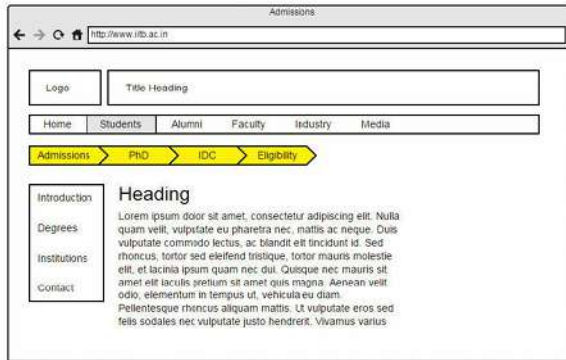 Admissions
http://www.iitb.ac.in
Logo
Title Heading
Home Students Alumni Faculty Industry Media
Admissions PhD IDC Eligibility
Introduction
Degrees
Institutions
Contact
Heading
Lorem ipsum dolor sit amet, consectetur adipiscing elit. Nulla
quam velit, vulputate eu pharetra nec, mattis ac neque. Duis
vulputate commodo lectus, ac blandit elit tincidunt id. Sed
rhoncus, tortor sed eleifend tristique, tortor mauris molestie
elit, et lacinia ipsum quam nec dui. Quisque nec mauris sit
amet elit iaculis pretium sit amet quis magna. Aenean velit
odio, elementum in tempus ut, vehicula eu diam.
Pellentesque rhoncus aliquam mattis. Ut vulputate eros sed
felis sodales nec vulputate justo hendrerit. Vivamus varius